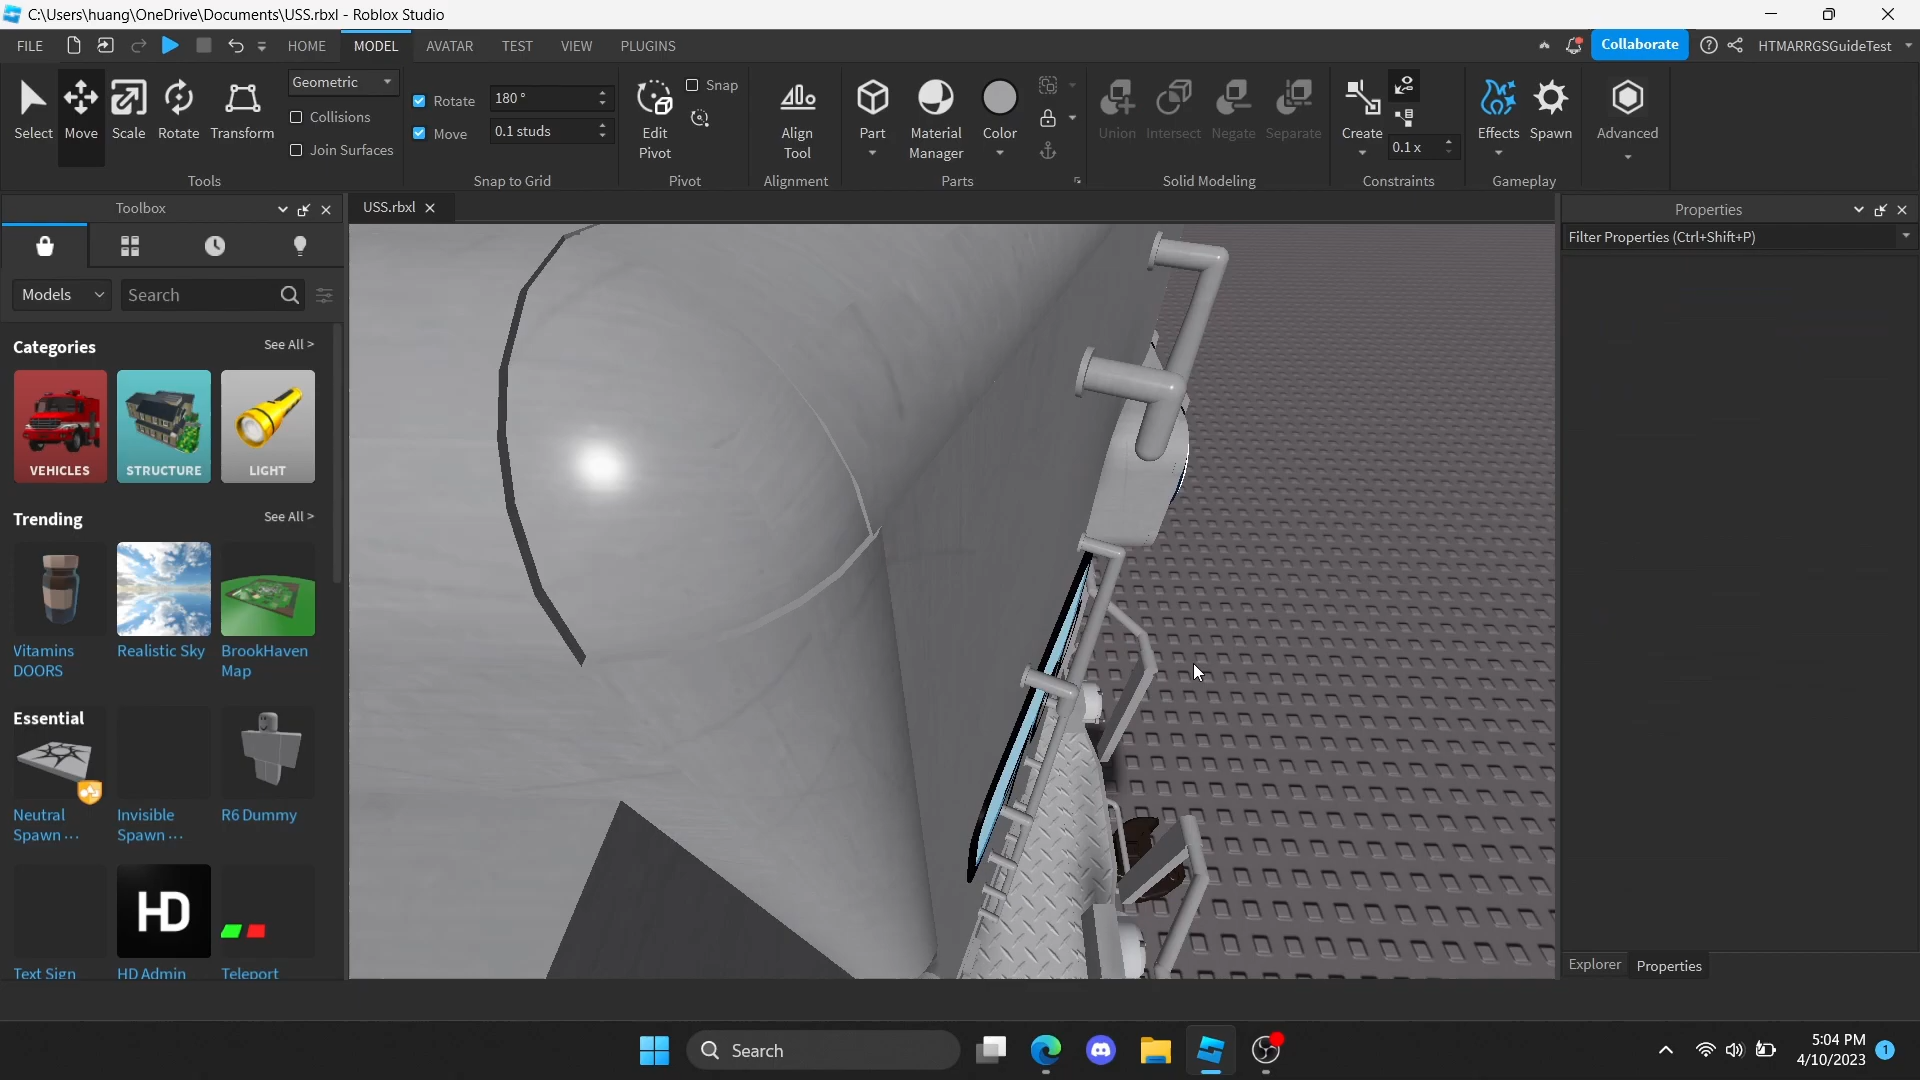 C:\Users\huang\OneDrive\Documents\USS.rbxl - Roblox Studio
FILE
HOME
MODEL
AVATAR
TEST
VIEW
PLUGINS
Collaborate
HTMARRGSGuideTest
Select
Move
Scale
Rotate
Transform
Geometric
Collisions
Join Surfaces
Tools
Rotate
180 °
Move
0.1 studs
Snap to Grid
Edit
Pivot
Snap
Pivot
Align
Tool
Alignment
Part
Material
Manager
Color
Parts
Union
Intersect
Negate
Separate
Solid Modeling
Create
0.1 x
Constraints
Effects
Spawn
Gameplay
Advanced
Toolbox
USS.rbxl
Properties
Filter Properties (Ctrl+Shift+P)
Models
Search
Categories
See All >
VEHICLES
STRUCTURE
LIGHT
Trending
See All >
Vitamins
DOORS
Realistic Sky
BrookHaven
Map
Essential
Neutral
Spawn ...
Invisible
Spawn ...
R6 Dummy
HD
Text Sign
HD Admin
Teleport
Explorer
Properties
Search
5:04 PM
4/10/2023
1